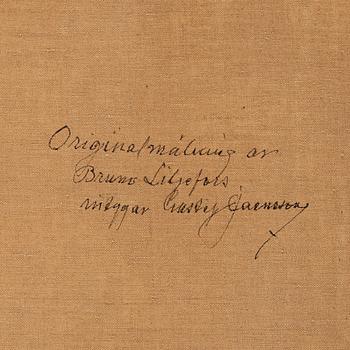 Originalmålning av
Bruno Liljefors
intygar Gustaf